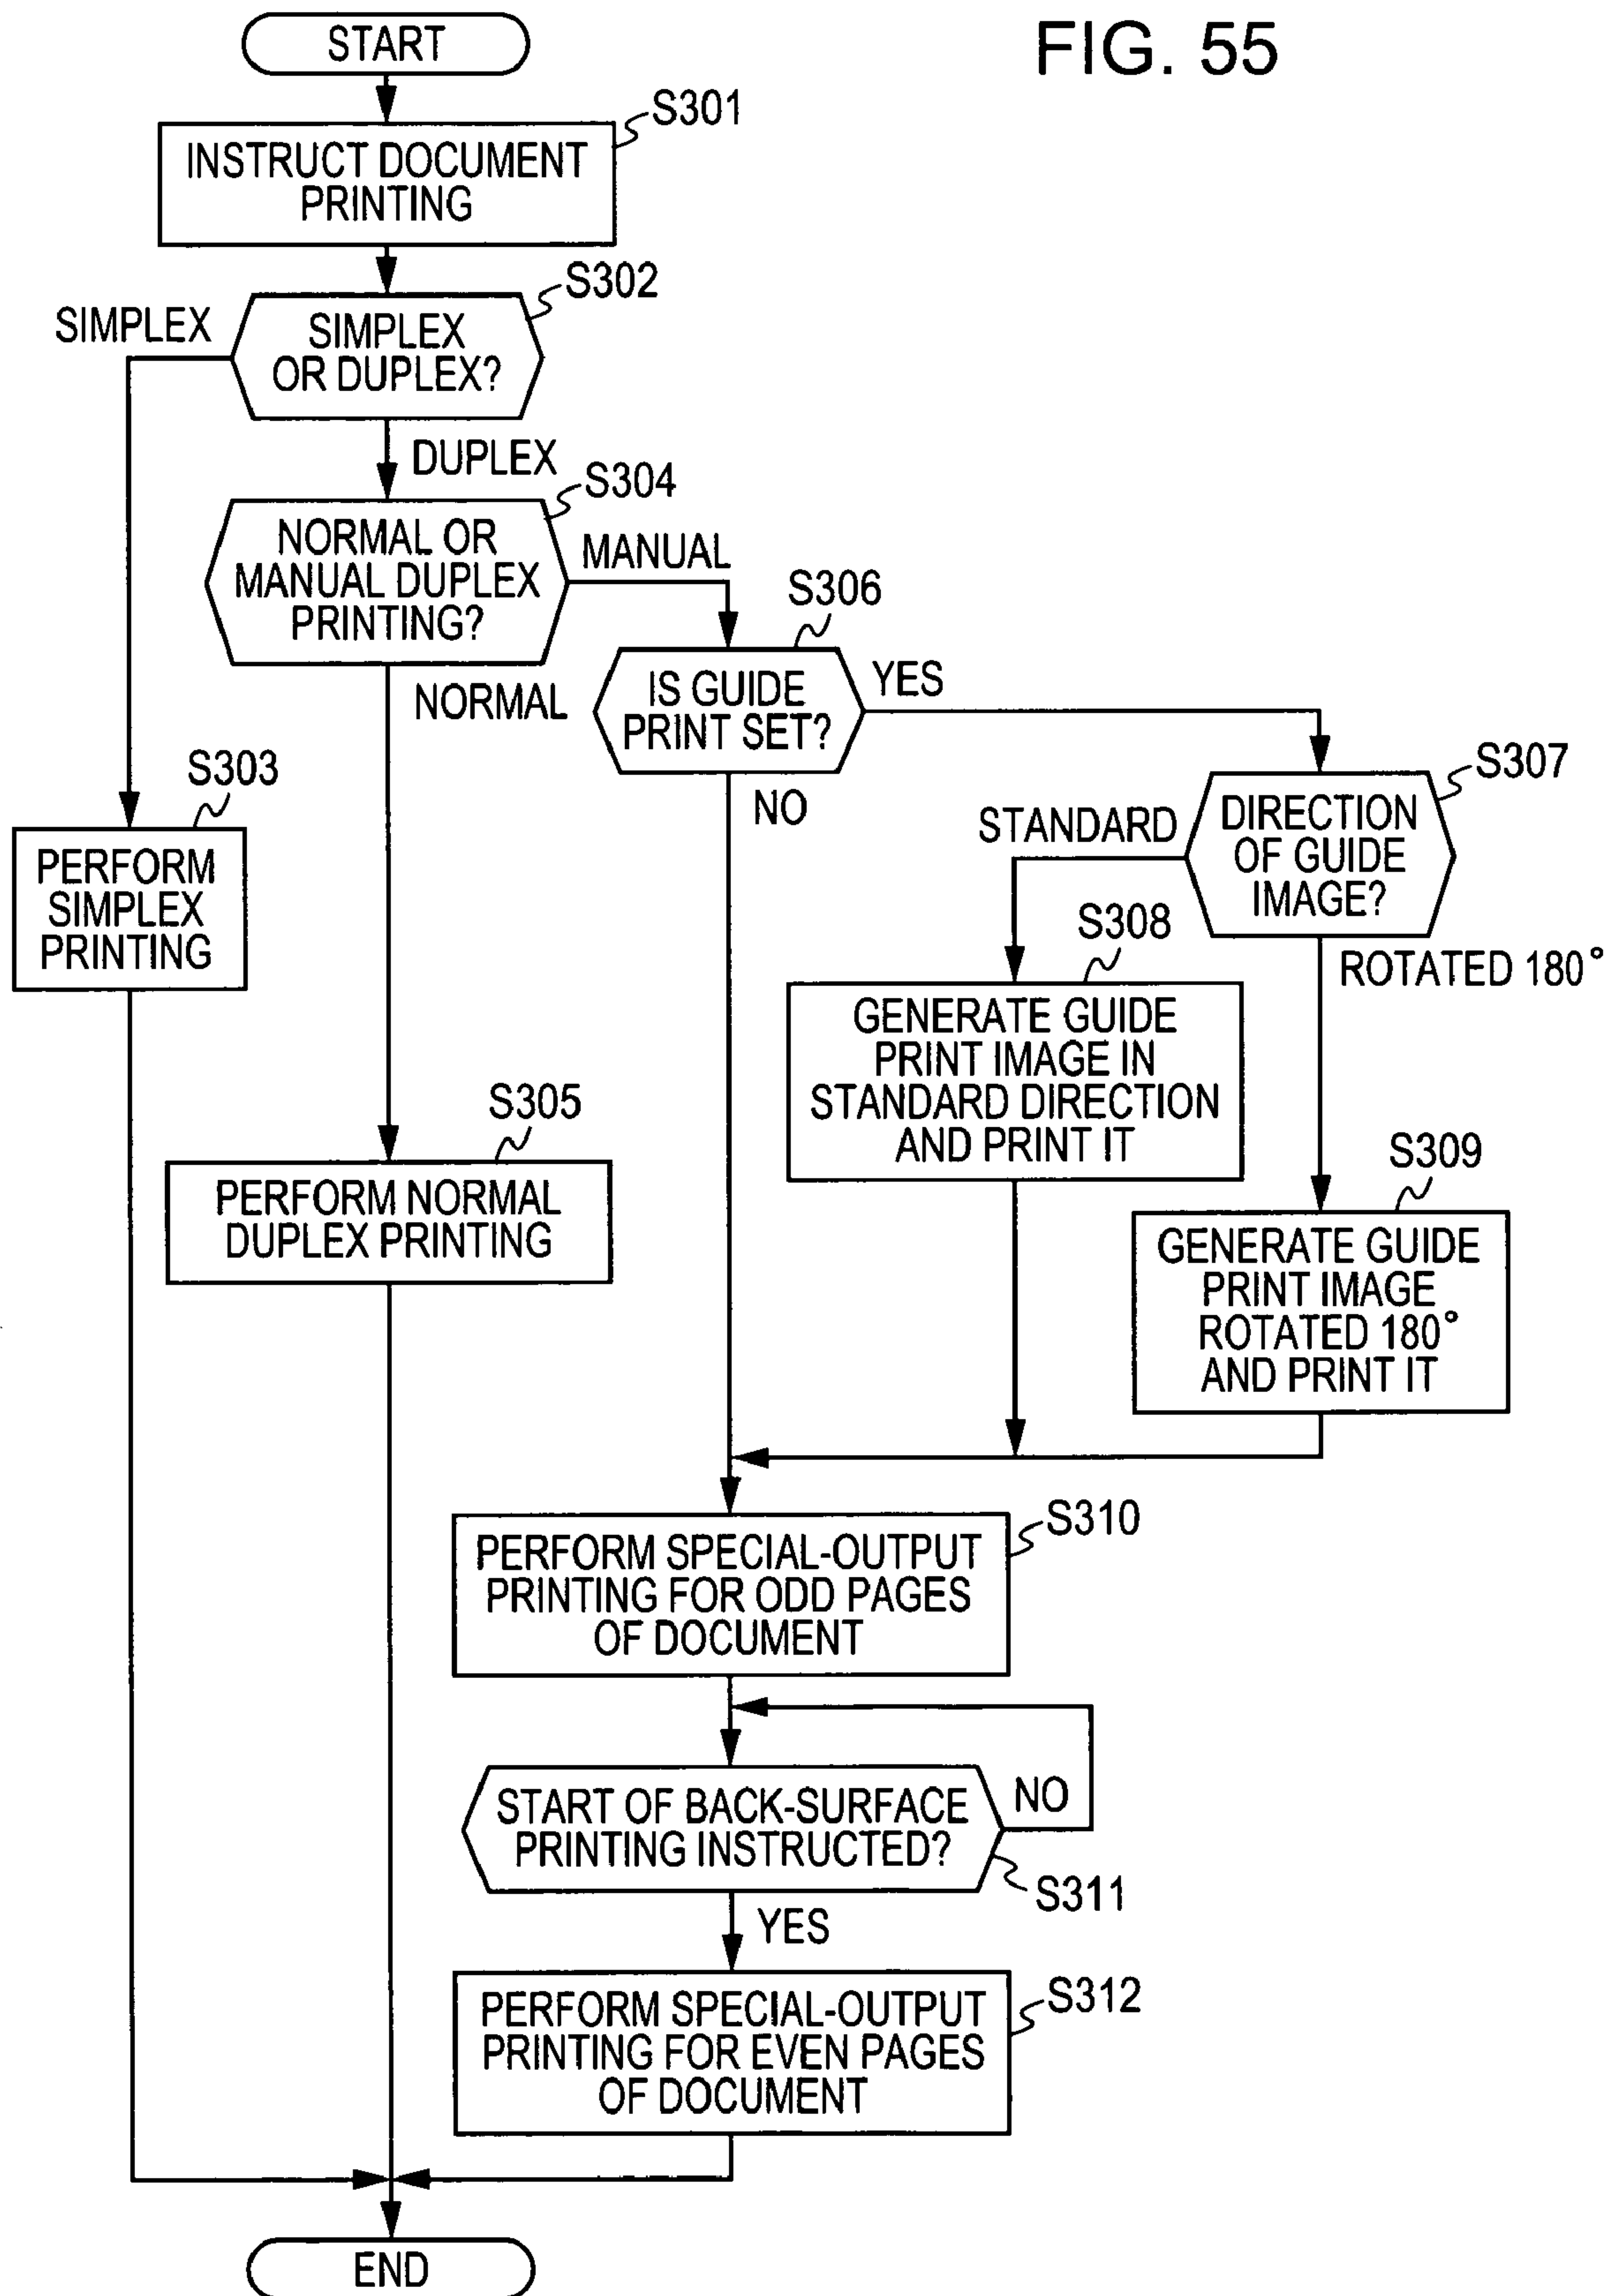 FIG. 55
START
S301
INSTRUCT DOCUMENT
PRINTING
S302
SIMPLEX
SIMPLEX
OR DUPLEX?
DUPLEX
S304
NORMAL OR
MANUAL DUPLEX
PRINTING?
MANUAL
NORMAL
S306
IS GUIDE
PRINT SET?
YES
NO
S307
DIRECTION
OF GUIDE
IMAGE?
STANDARD
ROTATED 180°
S303
PERFORM
SIMPLEX
PRINTING
S308
GENERATE GUIDE
PRINT IMAGE IN
STANDARD DIRECTION
AND PRINT IT
S305
PERFORM NORMAL
DUPLEX PRINTING
S309
GENERATE GUIDE
PRINT IMAGE
ROTATED 180°
AND PRINT IT
S310
PERFORM SPECIAL-OUTPUT
PRINTING FOR ODD PAGES
OF DOCUMENT
START OF BACK-SURFACE
PRINTING INSTRUCTED?
NO
S311
YES
S312
PERFORM SPECIAL-OUTPUT
PRINTING FOR EVEN PAGES
OF DOCUMENT
END